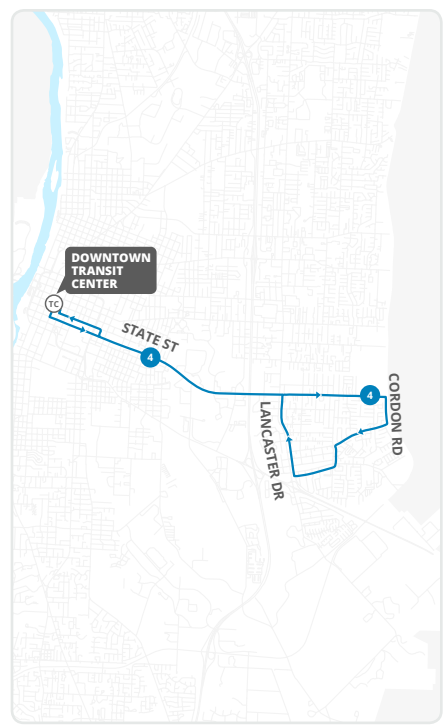 DOWNTOWN
TRANSIT
CENTER
TC
STATE ST
4
4
CORDON RD
LANCASTER DR